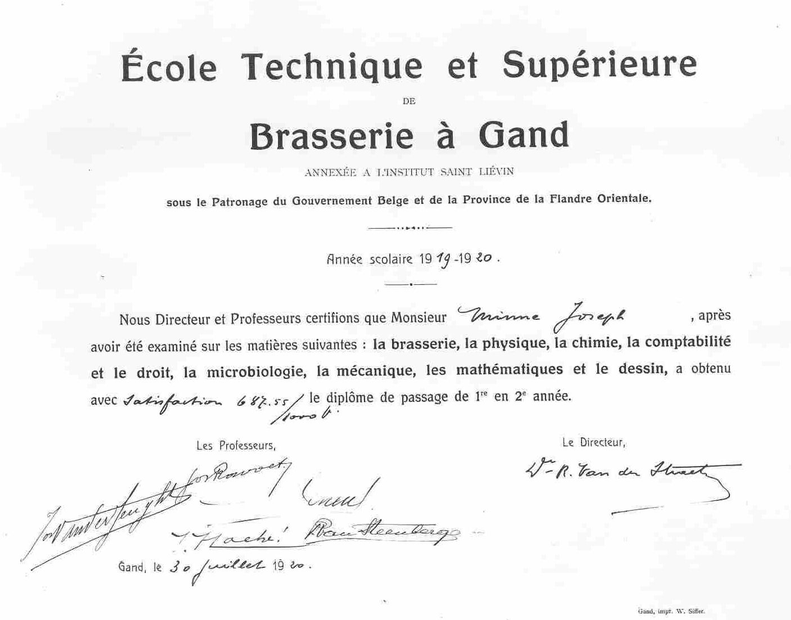 École Technique et Supérieure
DE
Brasserie à Gand
ANNEXÉE A L'INSTITUT SAINT LIÉVIN
sous le Patronage du Gouvernement Belge et de la Province de la Flandre Orientale.
Année scolaire 1919-1920.
Nous Directeur et Professeurs certifions que Monsieur Minne Joseph, après
avoir été examiné sur les matières suivantes : la brasserie, la physique, la chimie, la comptabilité
et le droit, la microbiologie, la mécanique, les mathématiques et le dessin, a obtenu
avec Satisfaction 687.55/ le diplôme de passage de 1re en 2e année.
1000
Les Professeurs,
Le Directeur,
Dr R. Van der
Gand, le 30 juillet 1920.
Gand, impr. W. Siffer.